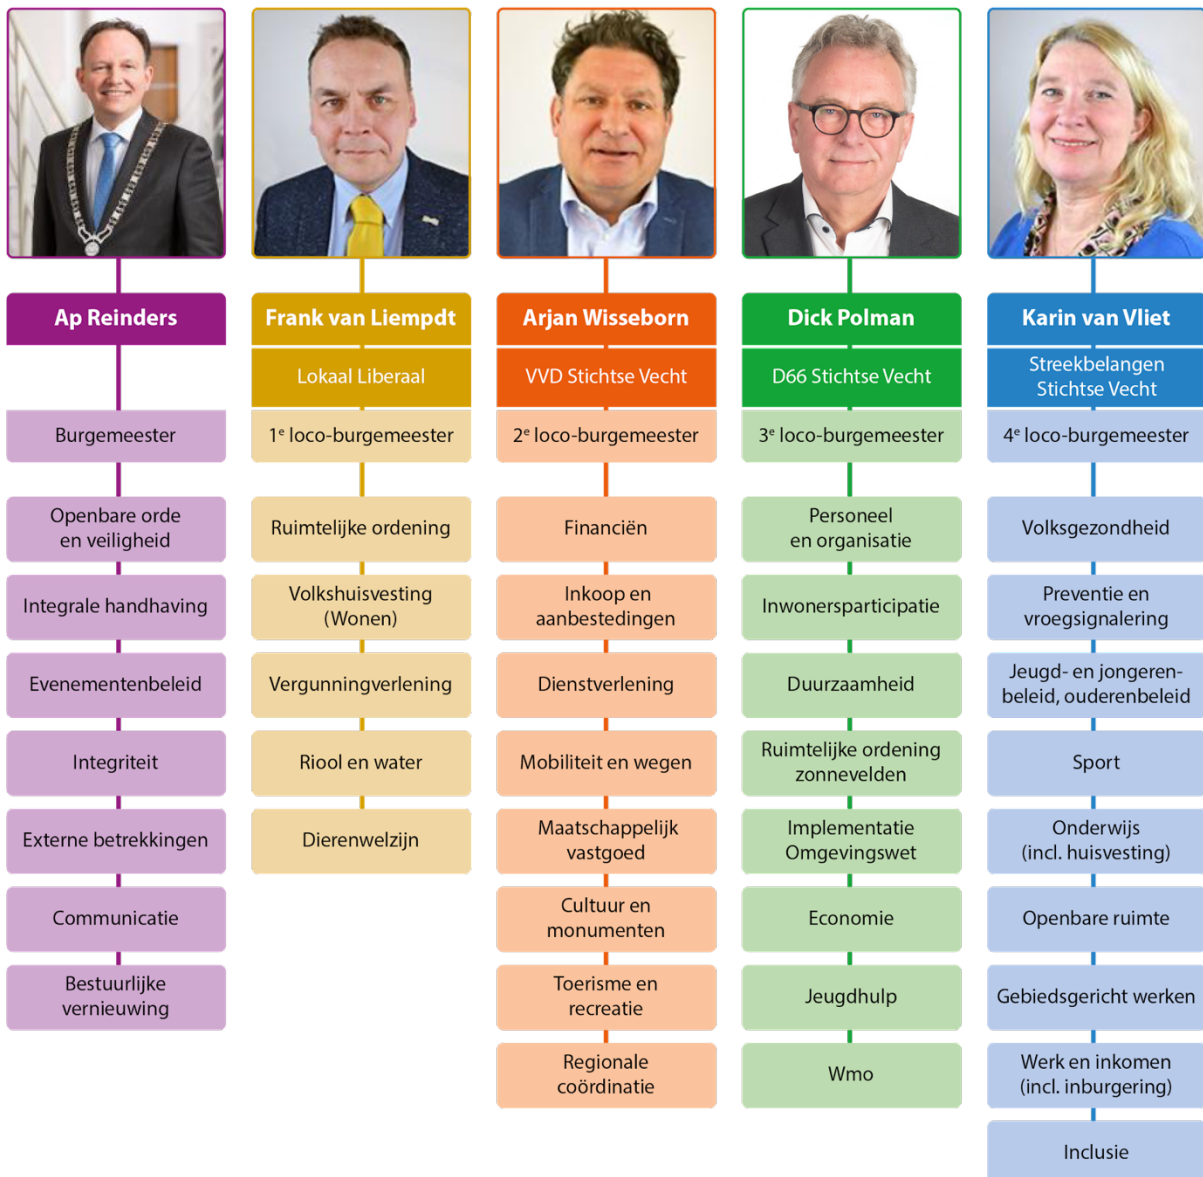 Ap Reinders
Burgemeester
Openbare orde
en veiligheid
Integrale handhaving
Evenementenbeleid
Integriteit
Externe betrekkingen
Communicatie
Bestuurlijke
vernieuwing
Frank van Liempdt
Lokaal Liberaal
1e loco-burgemeester
Ruimtelijke ordening
Volkshuisvesting
(Wonen)
Vergunningverlening
Riool en water
Dierenwelzijn
Arjan Wisseborn
VVD Stichtse Vecht
2e loco-burgemeester
Financiën
Inkoop en
aanbestedingen
Dienstverlening
Mobiliteit en wegen
Maatschappelijk
vastgoed
Cultuur en
monumenten
Toerisme en
recreatie
Regionale
coördinatie
Dick Polman
D66 Stichtse Vecht
3e loco-burgemeester
Personeel
en organisatie
Inwonersparticipatie
Duurzaamheid
Ruimtelijke ordening
zonnevelden
Implementatie
Omgevingswet
Economie
Jeugdhulp
Wmo
Karin van Vliet
Streekbelangen
Stichtse Vecht
4e loco-burgemeester
Volksgezondheid
Preventie en
vroegsignalering
Jeugd- en jongeren-
beleid, ouderenbeleid
Sport
Onderwijs
(incl. huisvesting)
Openbare ruimte
Gebiedsgericht werken
Werk en inkomen
(incl. inburgering)
Inclusie